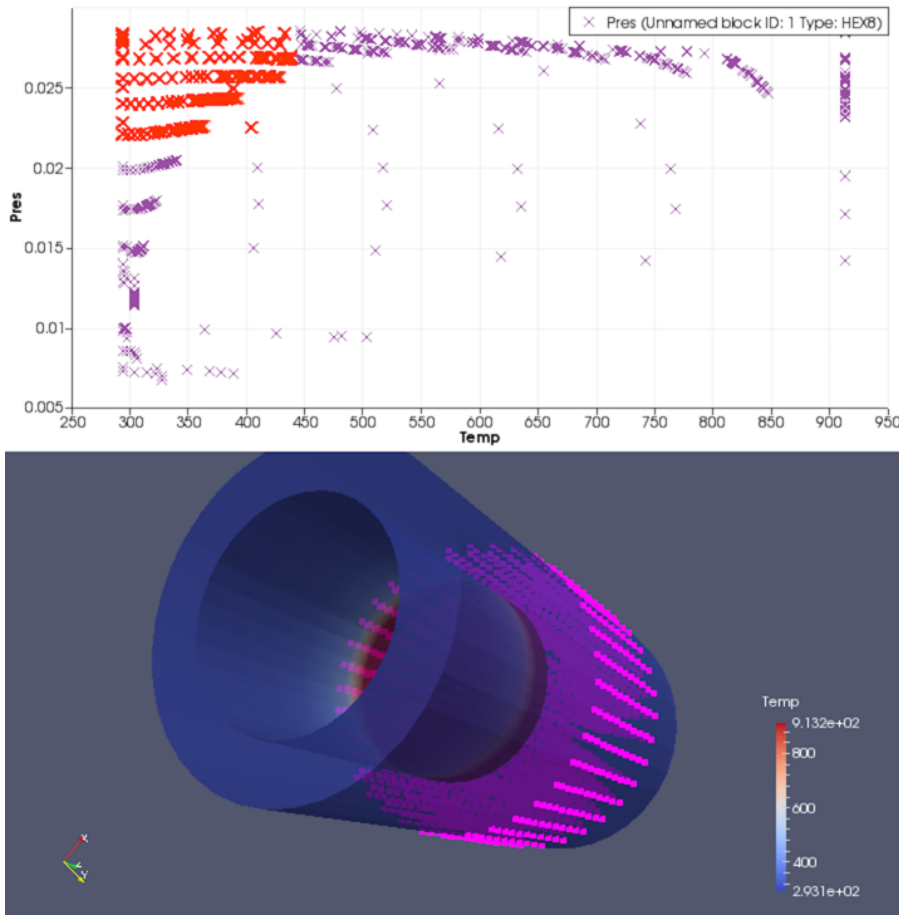 Pres (Unnamed block ID: 1 Type: HEX8)
0.025
0.02
0.015
0.01
0.005
Pres
250 300 350 400 450 500 550 600 650 700 750 800 850 900 950
Temp
Temp
9.132e+02
800
600
400
2.931e+02
X
Z
Y